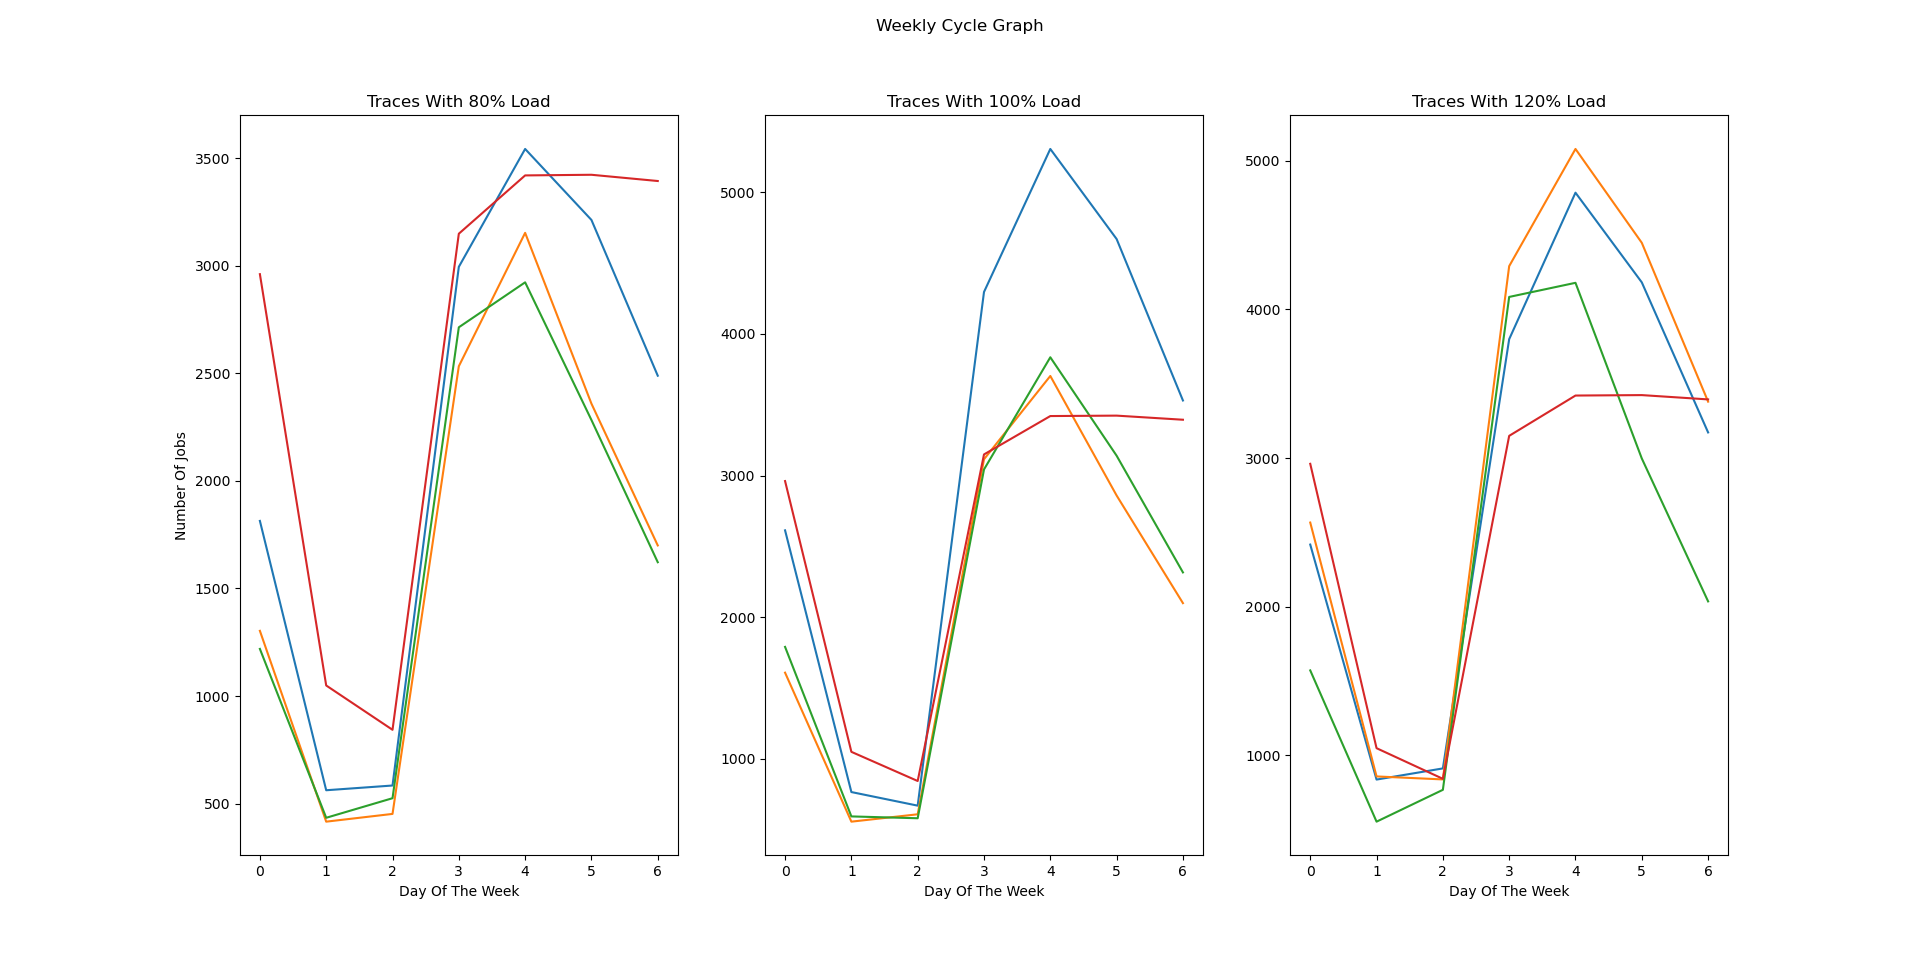 Weekly Cycle Graph
Traces With 80% Load
Number Of Jobs
3500
3000
2500
2000
1500
1000
500
0 1 2 3 4 5 6
Day Of The Week
Traces With 100% Load
5000
4000
3000
2000
1000
0 1 2 3 4 5 6
Day Of The Week
Traces With 120% Load
5000
4000
3000
2000
1000
0 1 2 3 4 5 6
Day Of The Week